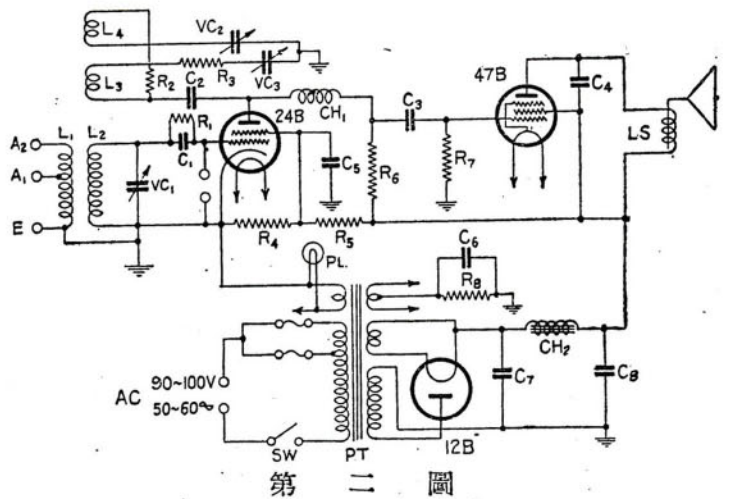 L4
VC2
L3
R2
R3
VC3
C2
47B
C4
R1
24B
CH1
C3
A2
L1
L2
C1
LS
A1
VC1
C5
R6
R7
E
R4
R5
PL.
C6
R8
AC
90~100V
50~60~
C7
CH2
C8
SW
PT
12B
第二圖